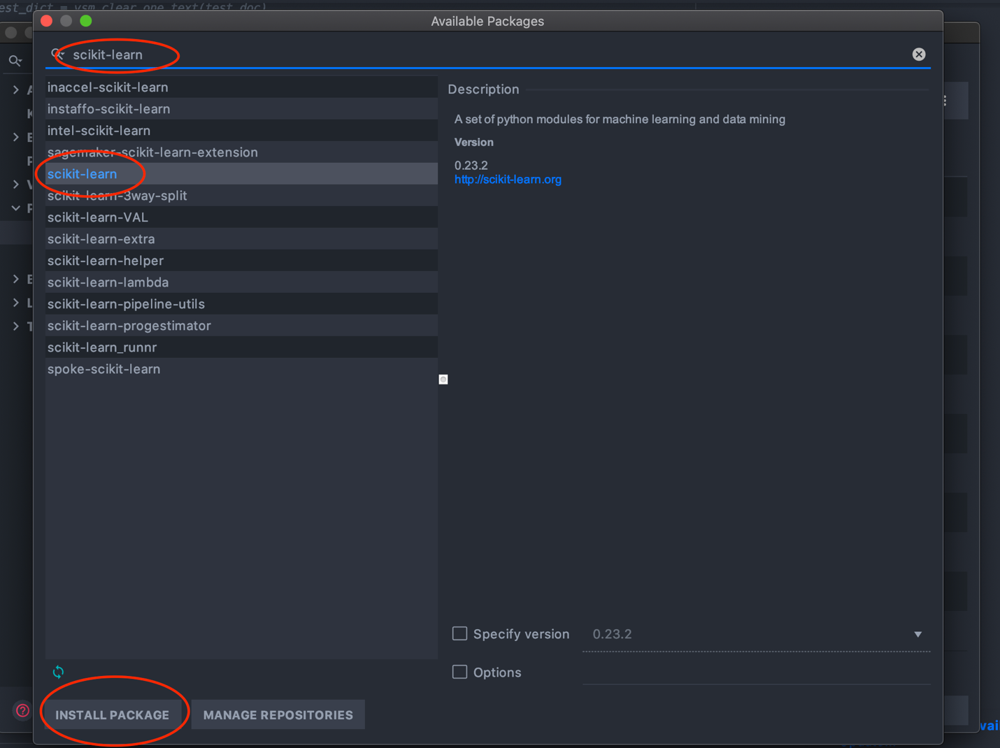 est_dict = vsm.clear_one_text(test_doc)
Available Packages
scikit-learn
inaccel-scikit-learn
instaffo-scikit-learn
intel-scikit-learn
sagemaker-scikit-learn-extension
scikit-learn
scikit-learn-3way-split
scikit-learn-VAL
scikit-learn-extra
scikit-learn-helper
scikit-learn-lambda
scikit-learn-pipeline-utils
scikit-learn-progestimator
scikit-learn_runnr
spoke-scikit-learn
Description
A set of python modules for machine learning and data mining
Version
0.23.2
http://scikit-learn.org
Specify version 0.23.2
Options
INSTALL PACKAGE MANAGE REPOSITORIES